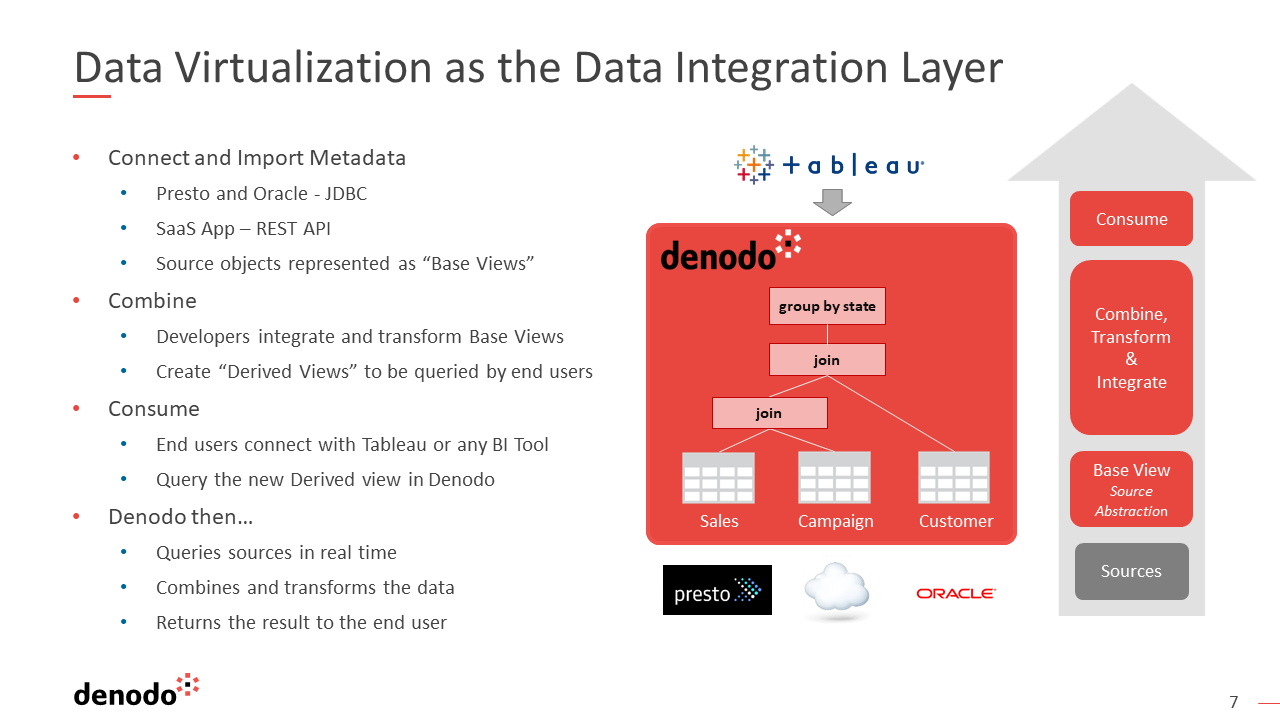 Data Virtualization as the Data Integration Layer
• Connect and Import Metadata
• Presto and Oracle - JDBC
• SaaS App – REST API
• Source objects represented as “Base Views”
• Combine
• Developers integrate and transform Base Views
• Create “Derived Views” to be queried by end users
• Consume
• End users connect with Tableau or any BI Tool
• Query the new Derived view in Denodo
• Denodo then…
• Queries sources in real time
• Combines and transforms the data
• Returns the result to the end user
+ableau
denodo
group by state
join
join
Sales
Campaign
Customer
presto
ORACLE
Consume
Combine,
Transform
&
Integrate
Base View
Source
Abstraction
Sources
denodo
7